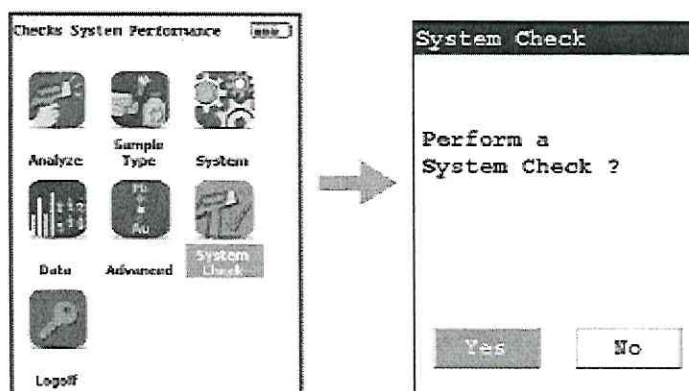 Checks System Performance
Analyze
Sample
Type
System
Data
Advanced
System
Check
Logoff
System Check
Perform a
System Check ?
Yes
No